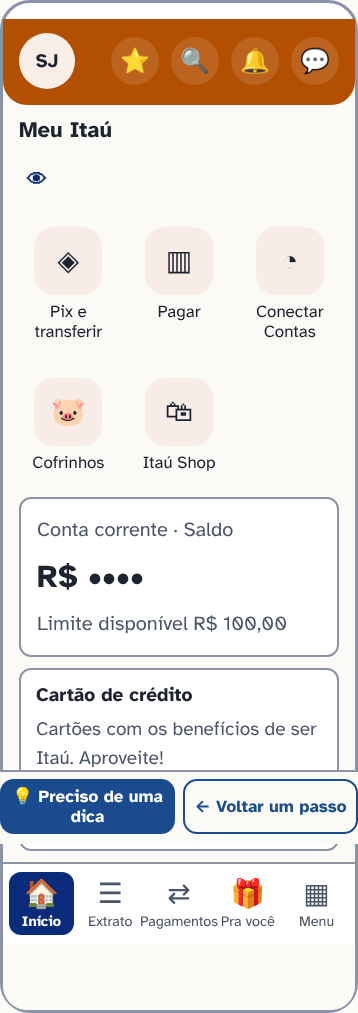 SJ
Meu Itaú
Pix e
transferir
Pagar
Conectar
Contas
Cofrinhos
Itaú Shop
Conta corrente · Saldo
R$ ••••
Limite disponível R$ 100,00
Cartão de crédito
Cartões com os benefícios de ser
Itaú. Aproveite!
💡 Preciso de uma
dica
← Voltar um passo
Início
Extrato
Pagamentos
Pra você
Menu